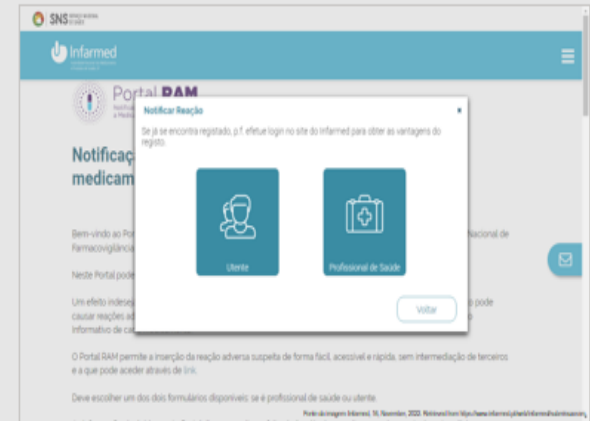 SNS
Infarmed
Portal RAM
Notificar Reação
Se já se encontra registado, p.f. efetue login no site do Infarmed para obter as vantagens do
registo.
Notificaç
medicam
Utente
Profissional de Saúde
Voltar
Bem-vindo ao Por
Nacional de
Farmacovigilância
Neste Portal pode
Um efeito indesej
o pode
causar reações ad
o
Informativo de
O Portal RAM permite a inserção da reação adversa suspeita de forma fácil, acessível e rápida, sem intermediação de terceiros
e a que pode aceder através de link.
Deve escolher um dos dois formulários disponíveis: se é profissional de saúde ou utente.